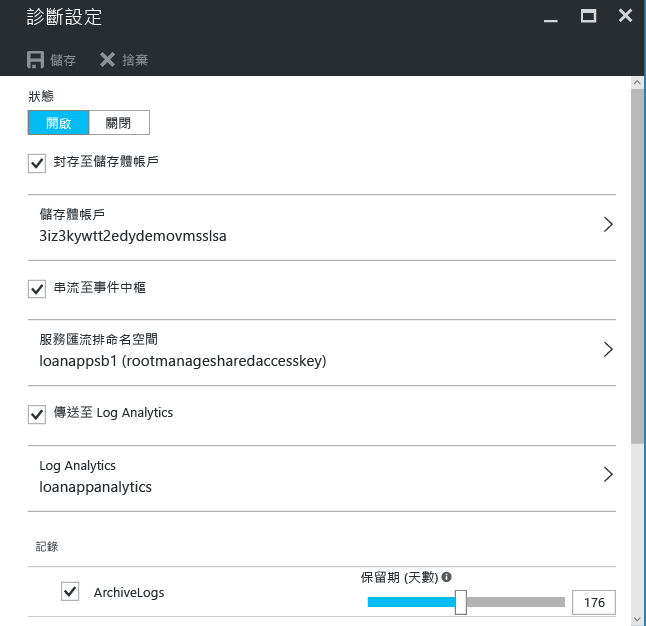 診斷設定
儲存 捨棄
狀態
開啟 關閉
封存至儲存體帳戶
儲存體帳戶
3iz3kywtt2edydemovmsslsa
串流至事件中樞
服務匯流排命名空間
loanappsb1 (rootmanagesharedaccesskey)
傳送至 Log Analytics
Log Analytics
loanappanalytics
記錄
保留期 (天數)
ArchiveLogs 176